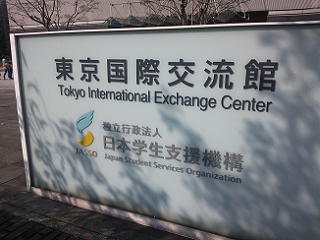 東京国際交流館
Tokyo International Exchange Center
独立行政法人
日本学生支援機構
JASSO
Japan Student Services Organization